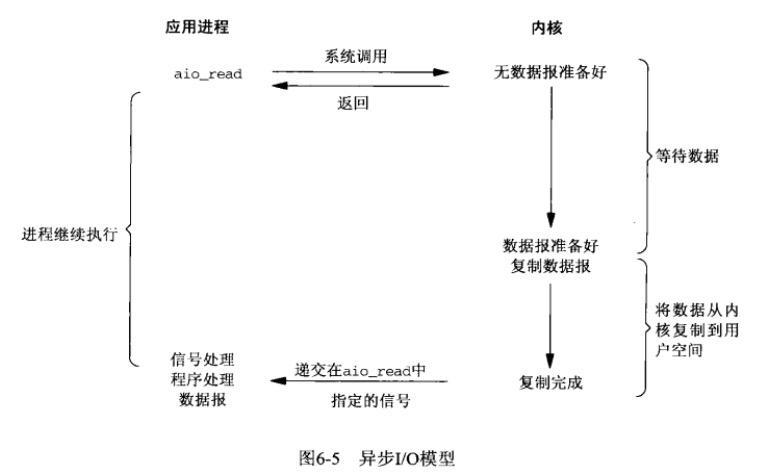 应用进程
内核
系统调用
aio_read
无数据报准备好
返回
等待数据
进程继续执行
数据报准备好
复制数据报
将数据从内
核复制到用
户空间
信号处理
程序处理
数据报
递交在aio_read中
指定的信号
复制完成
图6-5 异步I/O模型